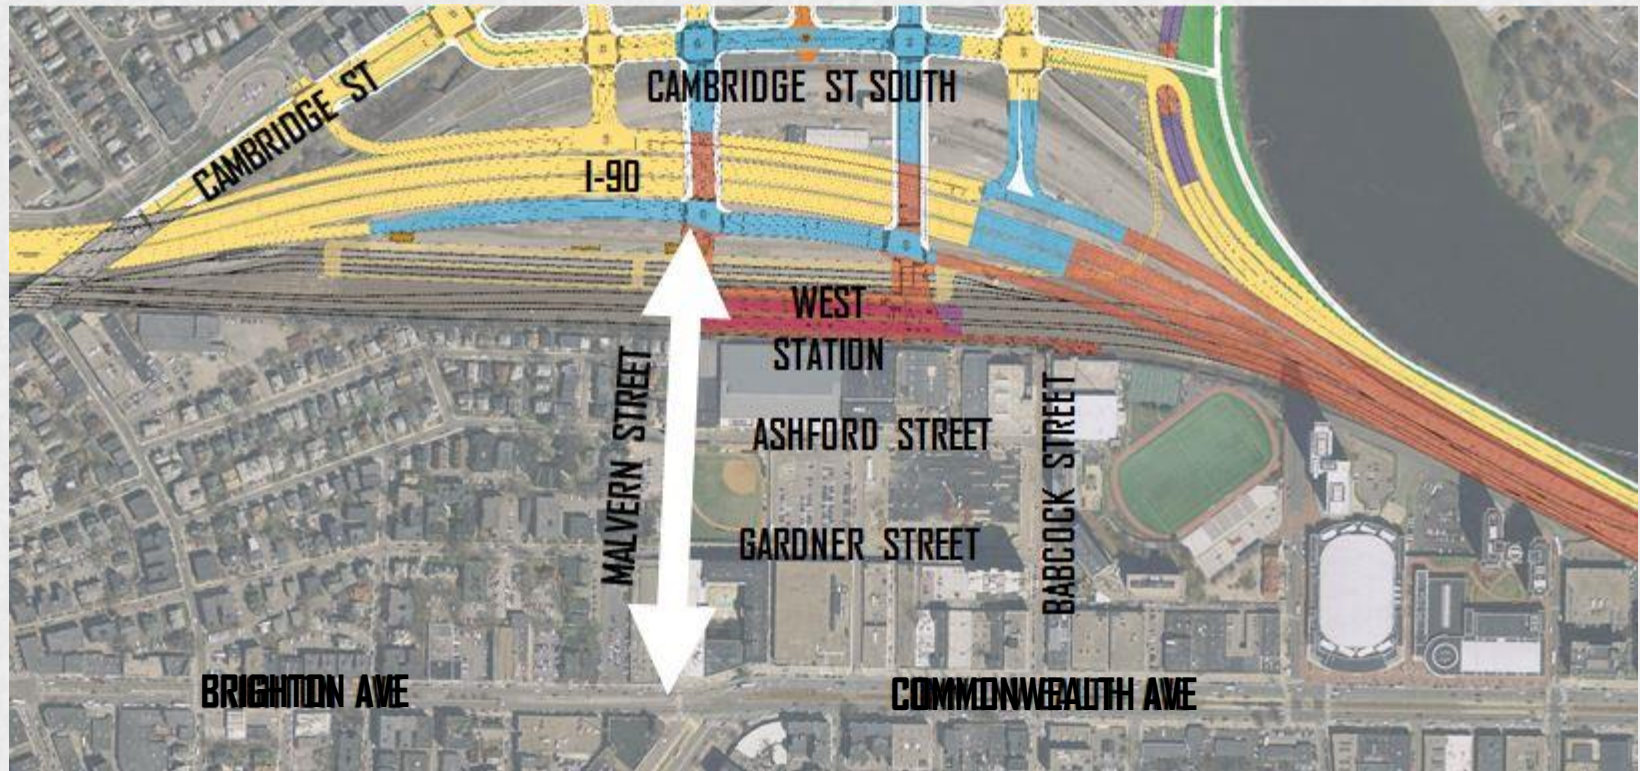 CAMBRIDGE ST SOUTH
CAMBRIDGE ST
I-90
WEST
STATION
MALVERN STREET
ASHFORD STREET
BABCOCK STREET
GARDNER STREET
BRIGHTON AVE
COMMONWEALTH AVE